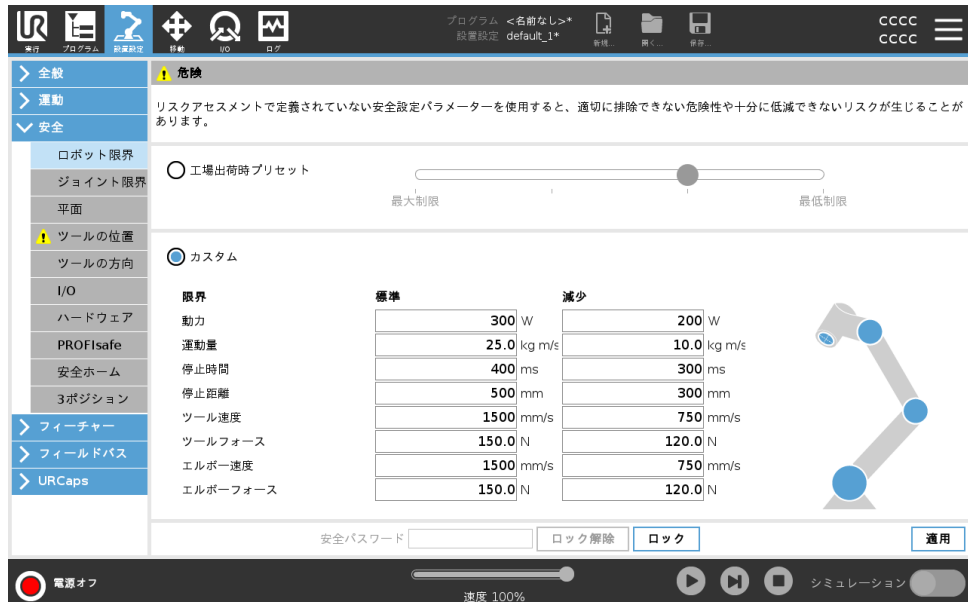 UR
プログラム <名前なし>*
設置設定 default_1*
cccc
cccc
実行 プログラム 設置設定 移動 I/O ログ 新規... 開く... 保存...
全般
運動
安全
ロボット限界
ジョイント限界
平面
ツールの位置
ツールの方向
I/O
ハードウェア
PROFIsafe
安全ホーム
3ポジション
フィーチャー
フィールドバス
URCaps
危険
リスクアセスメントで定義されていない安全設定パラメーターを使用すると、適切に排除できない危険性や十分に低減できないリスクが生じることが
あります。
工場出荷時プリセット
最大制限 最低制限
カスタム
限界 標準 減少
動力 300 W 200 W
運動量 25.0 kg m/s 10.0 kg m/s
停止時間 400 ms 300 ms
停止距離 500 mm 300 mm
ツール速度 1500 mm/s 750 mm/s
ツールフォース 150.0 N 120.0 N
エルボー速度 1500 mm/s 750 mm/s
エルボーフォース 150.0 N 120.0 N
安全パスワード ロック解除 ロック 適用
電源オフ
速度 100%
シミュレーション